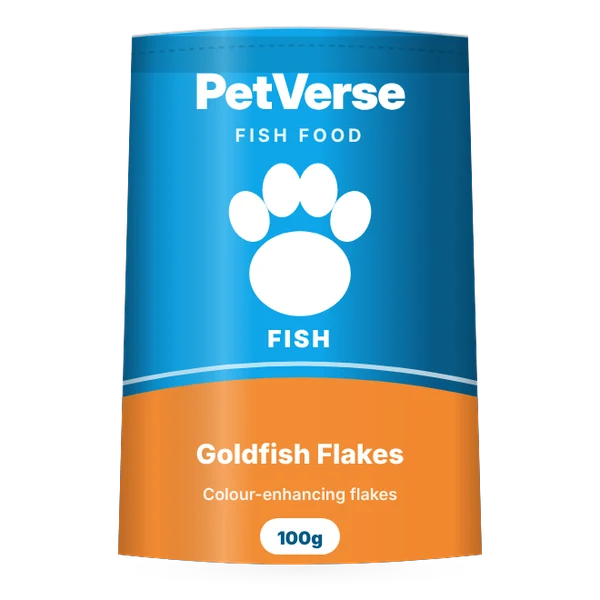 PetVerse
FISH FOOD
FISH
Goldfish Flakes
Colour-enhancing flakes
100g